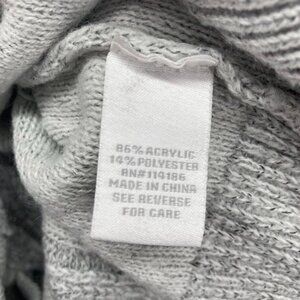 86% ACRYLIC
14% POLYESTER
RN#114186
MADE IN CHINA
SEE REVERSE
FOR CARE